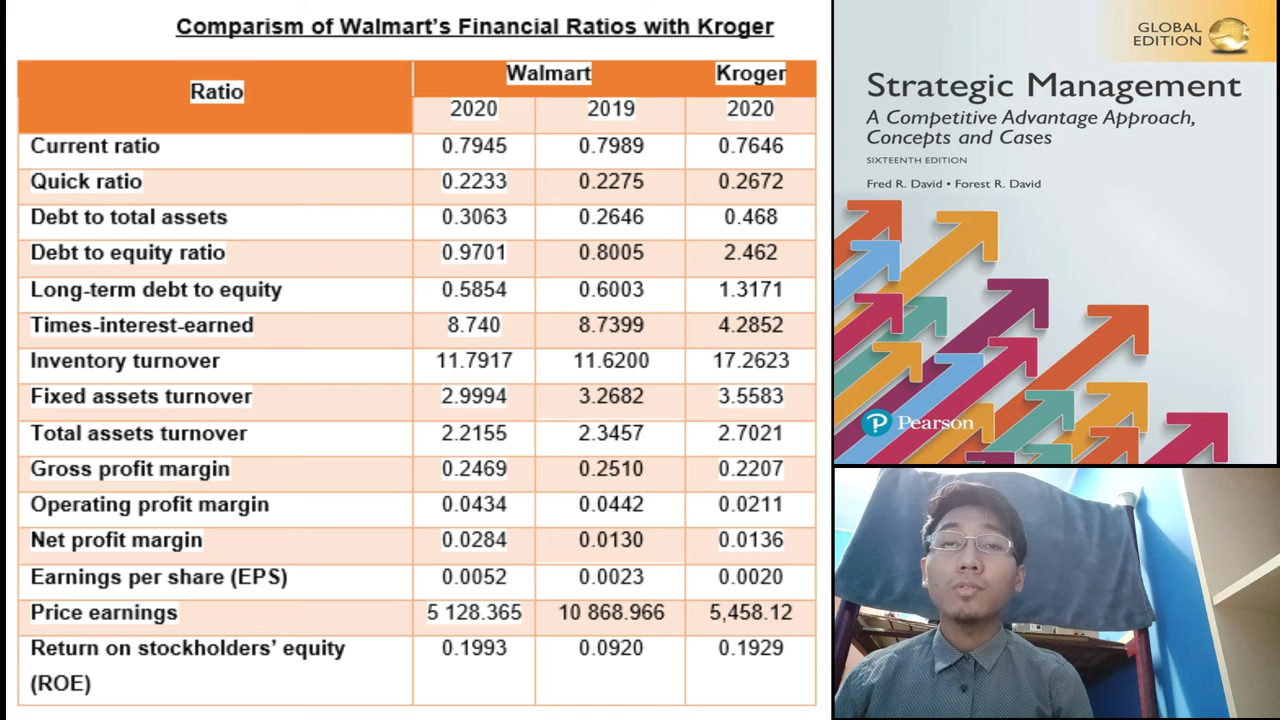 Comparism of Walmart’s Financial Ratios with Kroger
Ratio Walmart Kroger
2020 2019 2020
Current ratio 0.7945 0.7989 0.7646
Quick ratio 0.2233 0.2275 0.2672
Debt to total assets 0.3063 0.2646 0.468
Debt to equity ratio 0.9701 0.8005 2.462
Long-term debt to equity 0.5854 0.6003 1.3171
Times-interest-earned 8.740 8.7399 4.2852
Inventory turnover 11.7917 11.6200 17.2623
Fixed assets turnover 2.9994 3.2682 3.5583
Total assets turnover 2.2155 2.3457 2.7021
Gross profit margin 0.2469 0.2510 0.2207
Operating profit margin 0.0434 0.0442 0.0211
Net profit margin 0.0284 0.0130 0.0136
Earnings per share (EPS) 0.0052 0.0023 0.0020
Price earnings 5 128.365 10 868.966 5,458.12
Return on stockholders’ equity 0.1993 0.0920 0.1929
(ROE)
GLOBAL
EDITION
Strategic Management
A Competitive Advantage Approach,
Concepts and Cases
SIXTEENTH EDITION
Fred R. David • Forest R. David
P Pearson